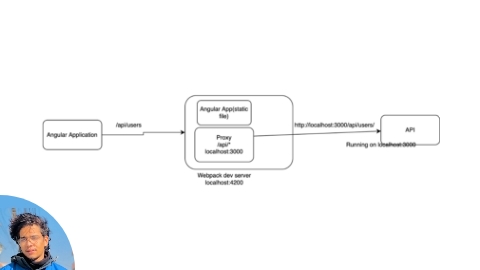 Angular Application
/api/users
Angular App(static
file)
Proxy
/api/*
localhost:3000
Webpack dev server
localhost:4200
http://localhost:3000/api/users/
API
Running on localhost:3000